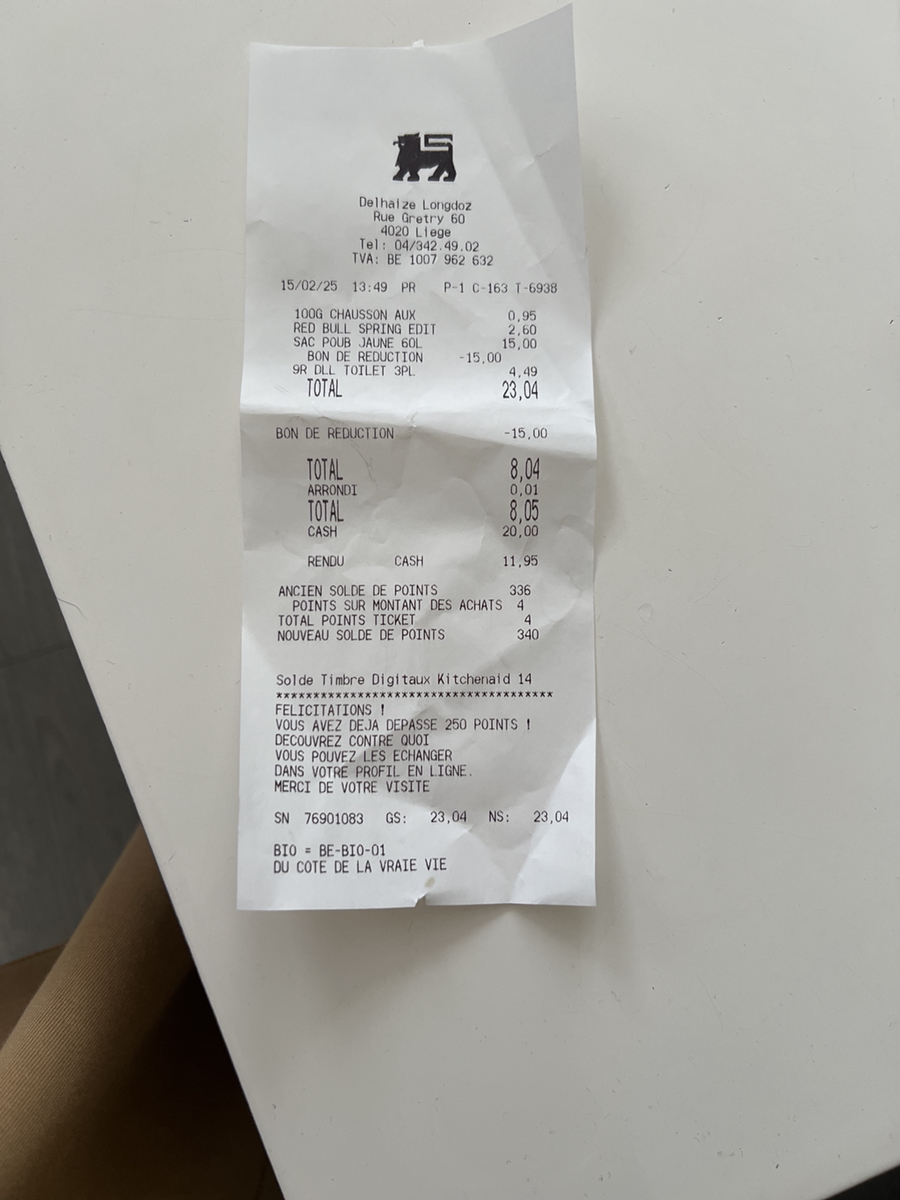 Delhaize Longdoz
Rue Gretry 60
4020 Liege
Tel: 04/342.49.02
TVA: BE 1007 962 632
15/02/25 13:49 PR P-1 C-163 T-6938
100G CHAUSSON AUX 0,95
RED BULL SPRING EDIT 2,60
SAC POUB JAUNE 60L 15,00
BON DE REDUCTION -15,00
9R DLL TOILET 3PL 4,49
TOTAL 23,04
BON DE REDUCTION -15,00
TOTAL 8,04
ARRONDI 0,01
TOTAL 8,05
CASH 20,00
RENDU CASH 11,95
ANCIEN SOLDE DE POINTS 336
POINTS SUR MONTANT DES ACHATS 4
TOTAL POINTS TICKET 4
NOUVEAU SOLDE DE POINTS 340
Solde Timbre Digitaux Kitchenaid 14
**************************************
FELICITATIONS !
VOUS AVEZ DEJA DEPASSE 250 POINTS !
DECOUVREZ CONTRE QUOI
VOUS POUVEZ LES ECHANGER
DANS VOTRE PROFIL EN LIGNE.
MERCI DE VOTRE VISITE
SN 76901083 GS: 23,04 NS: 23,04
BIO = BE-BIO-01
DU COTE DE LA VRAIE VIE